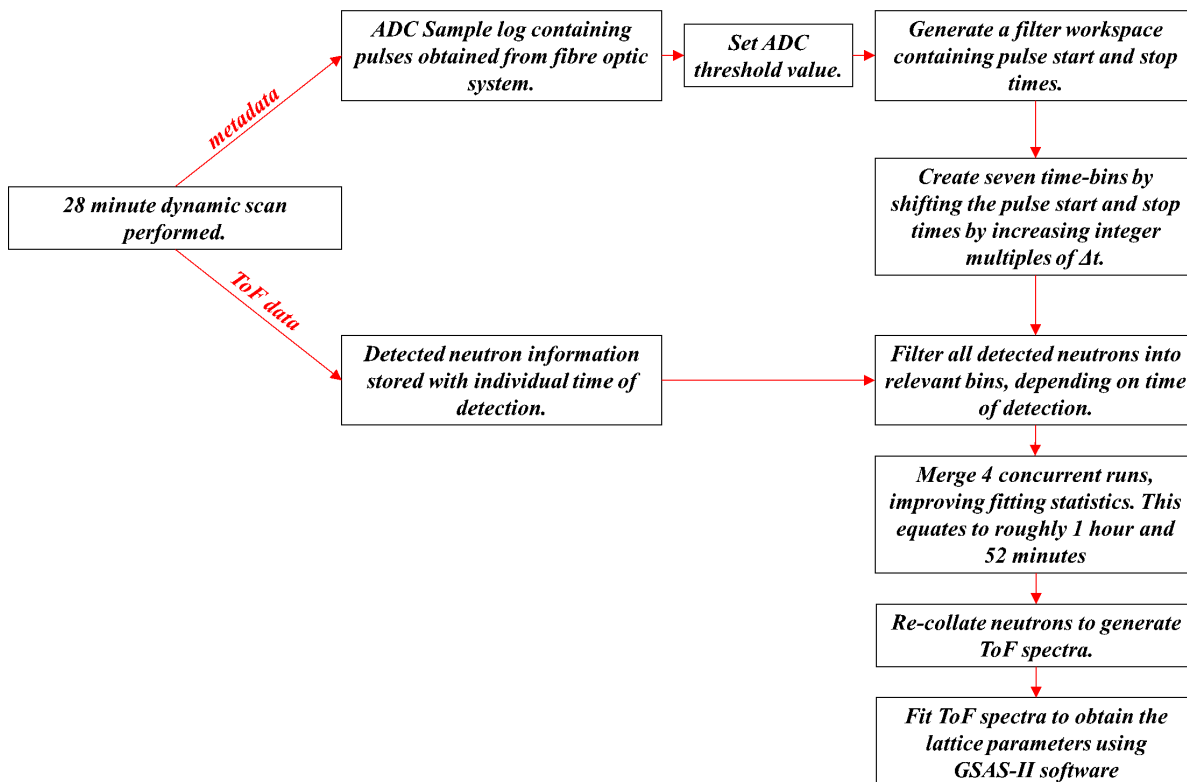 ADC Sample log containing
pulses obtained from fibre optic
system.
Set ADC
threshold value.
Generate a filter workspace
containing pulse start and stop
times.
metadata
28 minute dynamic scan
performed.
Create seven time-bins by
shifting the pulse start and stop
times by increasing integer
multiples of Δt.
ToF data
Detected neutron information
stored with individual time of
detection.
Filter all detected neutrons into
relevant bins, depending on time
of detection.
Merge 4 concurrent runs,
improving fitting statistics. This
equates to roughly 1 hour and
52 minutes
Re-collate neutrons to generate
ToF spectra.
Fit ToF spectra to obtain the
lattice parameters using
GSAS-II software